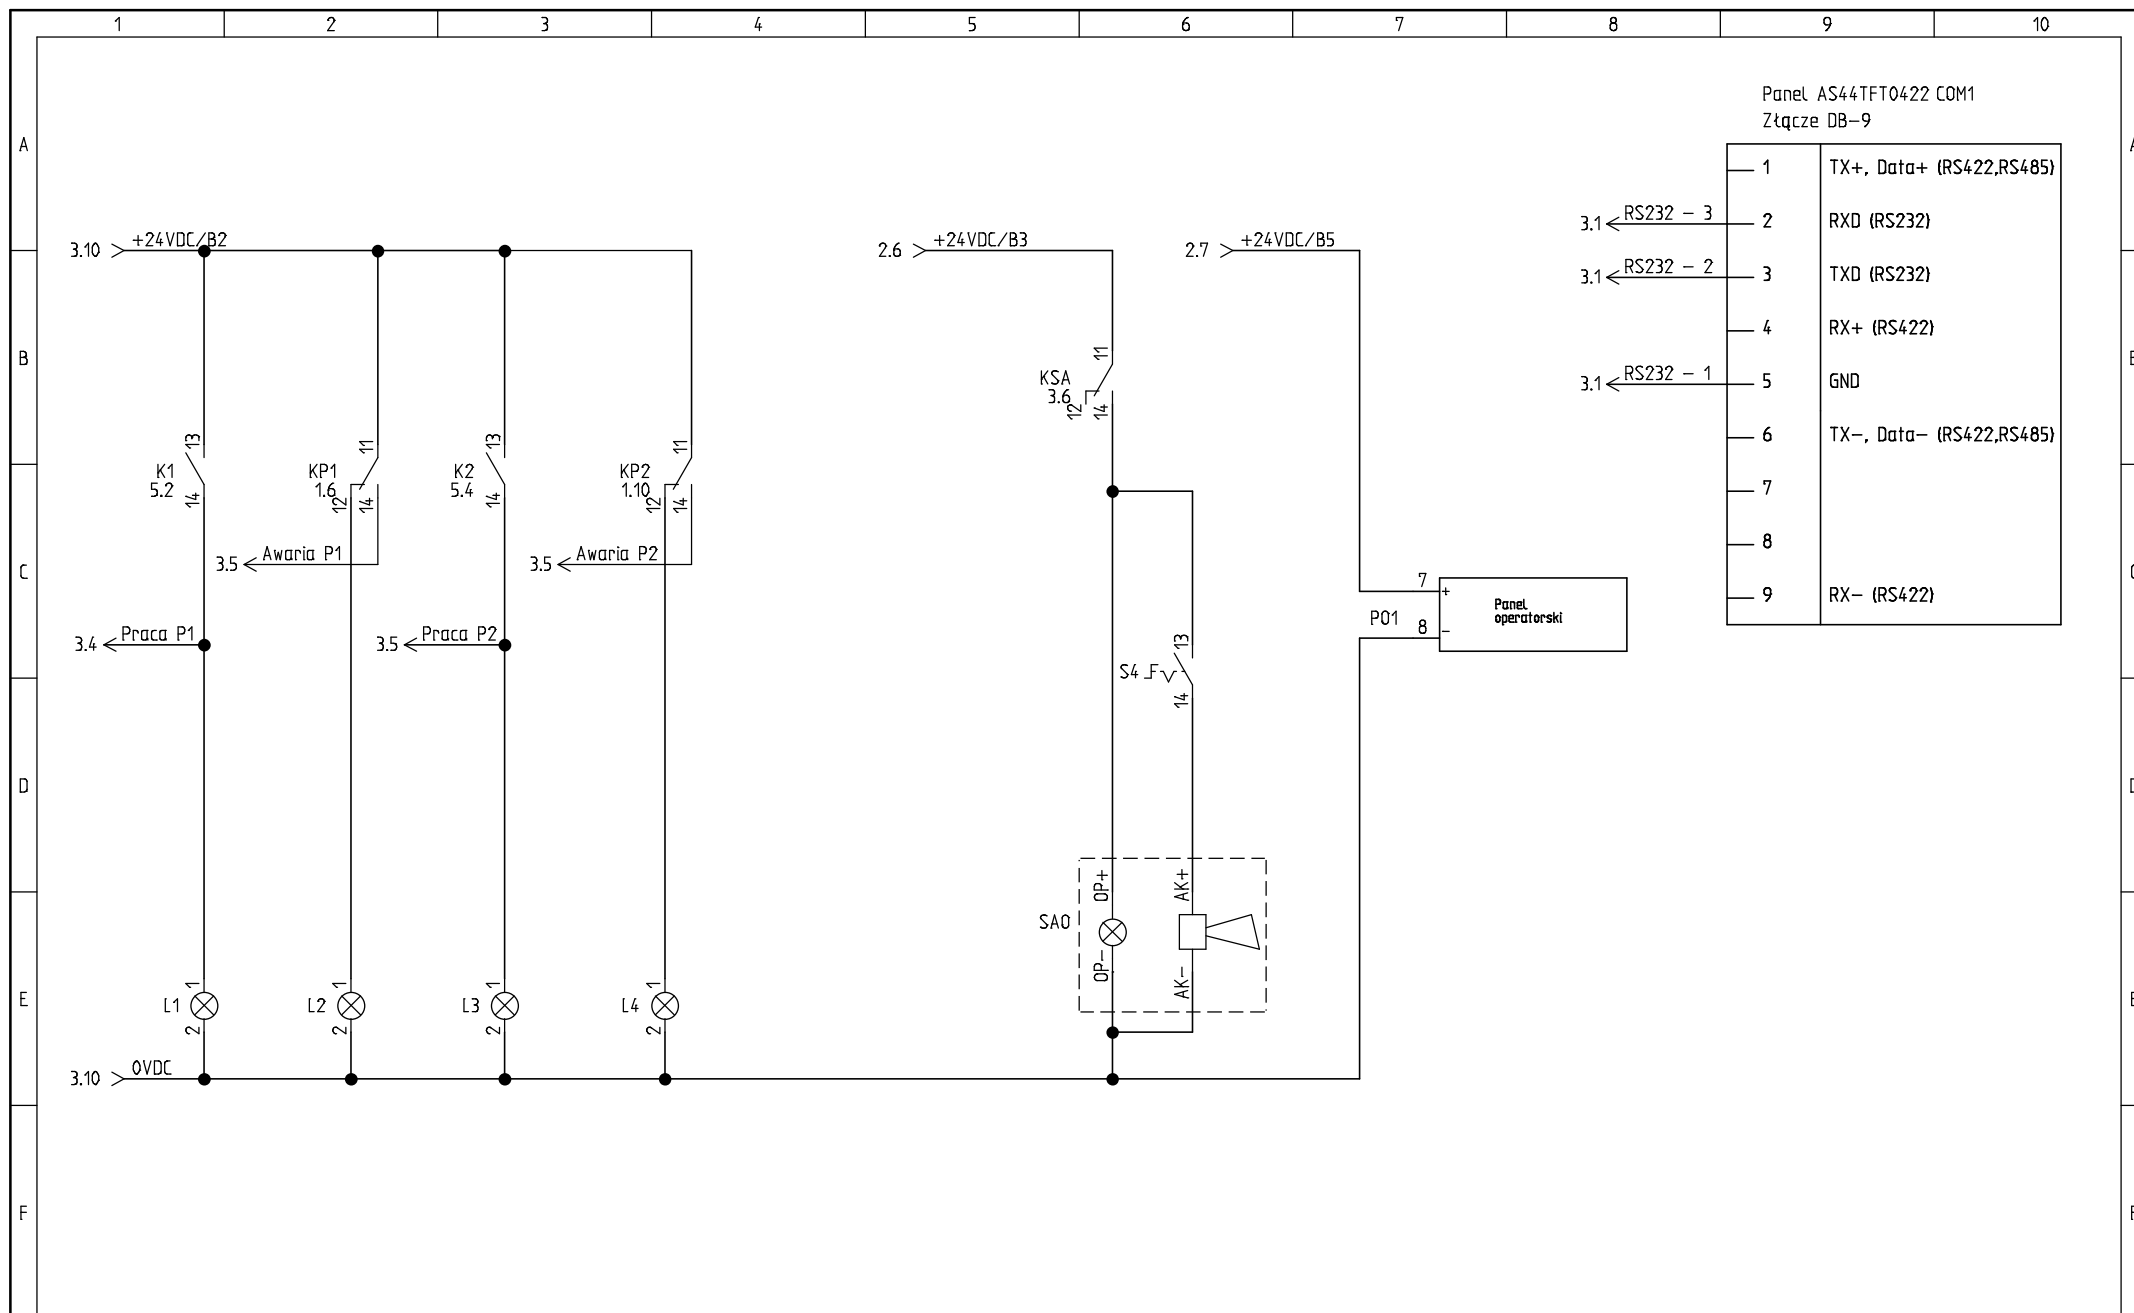 1 2 3 4 5 6 7 8 9 10
Panel AS44TFT0422 COM1
Złącze DB-9
A
1 TX+, Data+ (RS422,RS485)
3.1 RS232 - 3 2 RXD (RS232)
3.10 +24VDC/B2 2.6 +24VDC/B3 2.7 +24VDC/B5
3.1 RS232 - 2 3 TXD (RS232)
4 RX+ (RS422)
B
11
KSA
3.6
12 14
3.1 RS232 - 1 5 GND
6 TX-, Data- (RS422,RS485)
13 11 13 11
K1 KP1 K2 KP2
5.2 1.6 5.4 1.10
14 12 14 14 12 14
7
8
3.5 Awaria P1 3.5 Awaria P2
C
9 RX- (RS422)
7 +
Panel
operatorski
PO1
8 -
3.4 Praca P1 3.5 Praca P2
13
S4
14
D
OP+ AK+
SAO
OP- AK-
E
1 1 1 1
L1 L2 L3 L4
2 2 2 2
3.10 0VDC
F